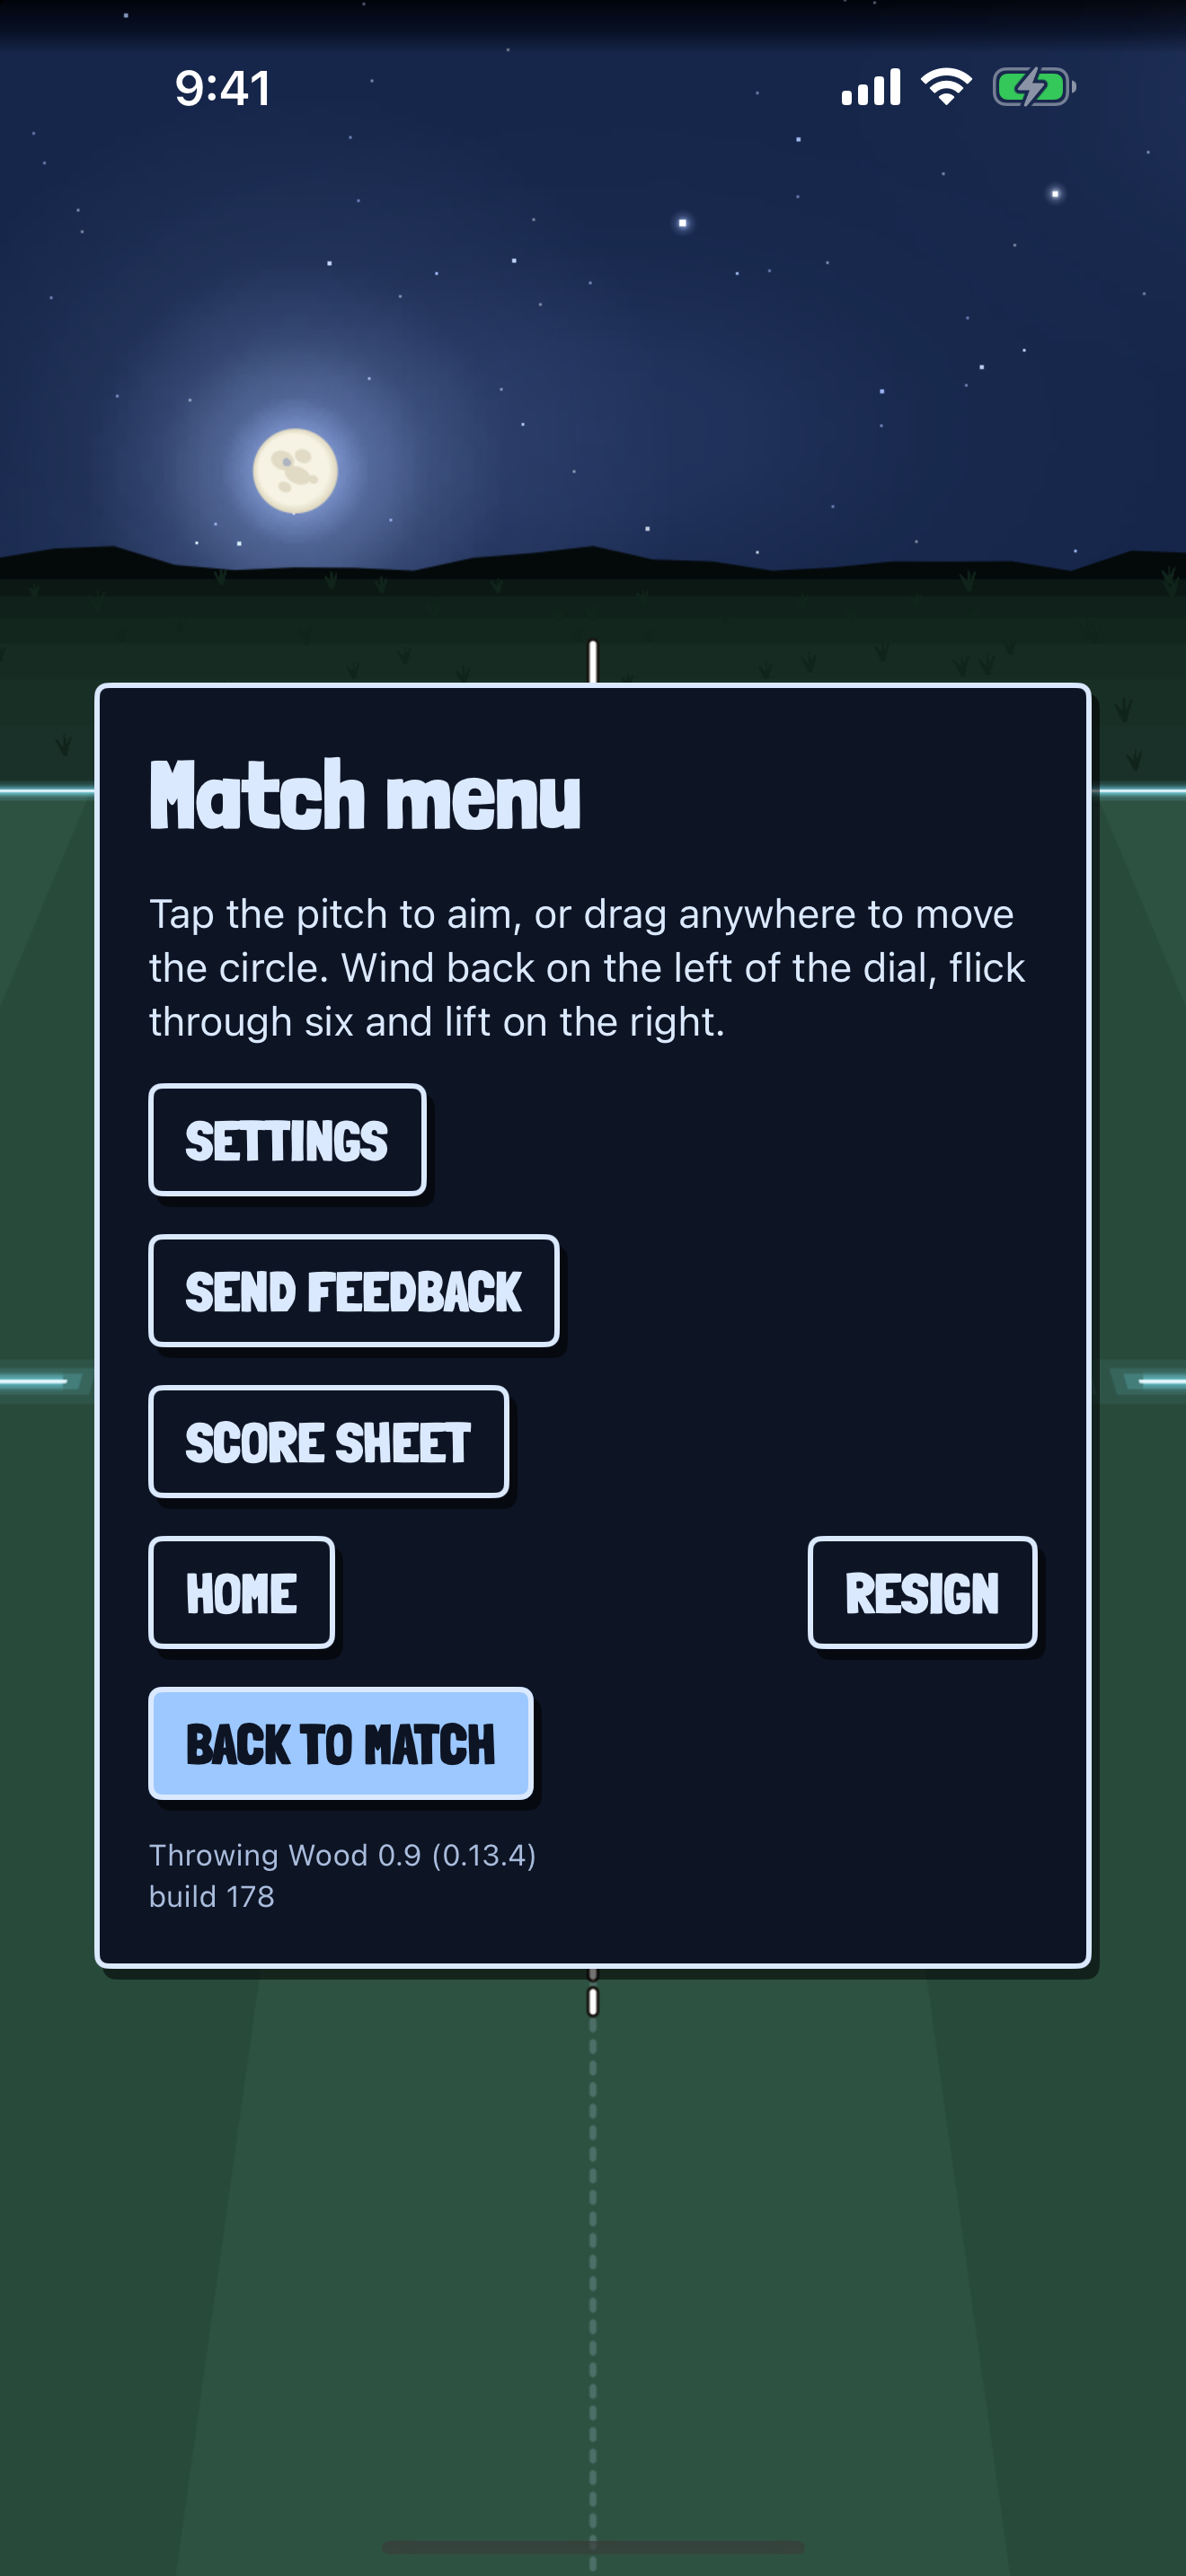 9:41
Match menu
Tap the pitch to aim, or drag anywhere to move
the circle. Wind back on the left of the dial, flick
through six and lift on the right.
SETTINGS
SEND FEEDBACK
SCORE SHEET
HOME
RESIGN
BACK TO MATCH
Throwing Wood 0.9 (0.13.4)
build 178